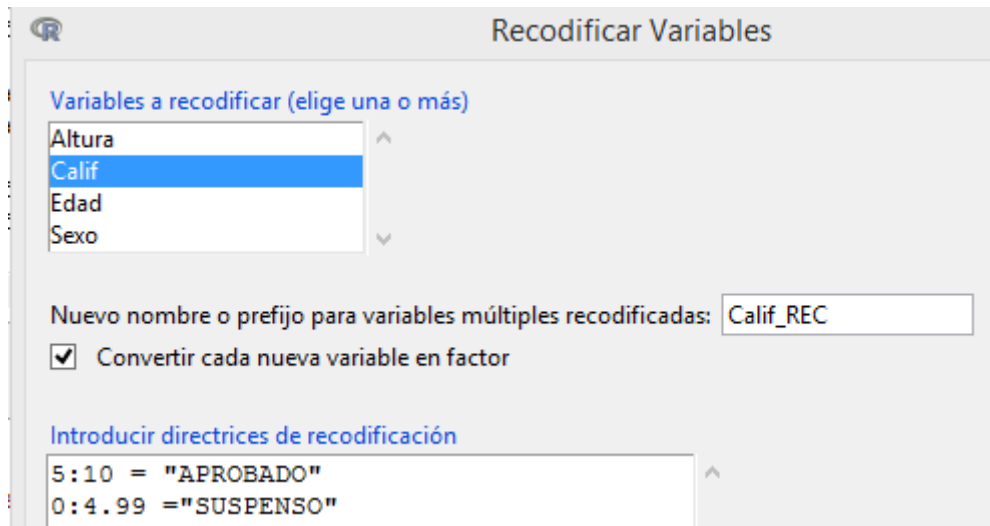 Recodificar Variables
Variables a recodificar (elige una o más)
Altura
Calif
Edad
Sexo
Nuevo nombre o prefijo para variables múltiples recodificadas: Calif_REC
Convertir cada nueva variable en factor
Introducir directrices de recodificación
5:10 = "APROBADO"
0:4.99 ="SUSPENSO"